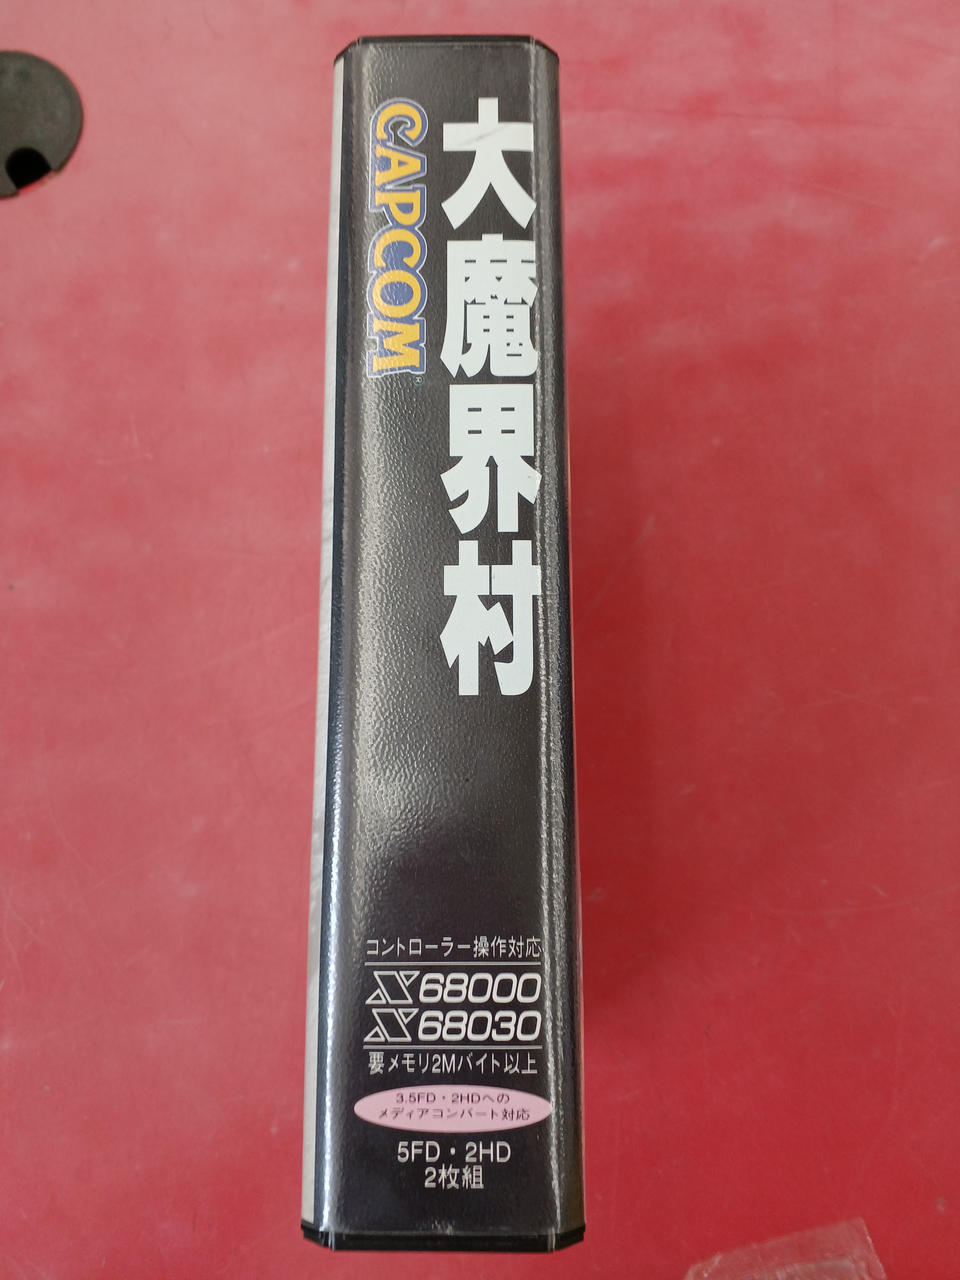 大魔界村
CAPCOM®
コントローラー操作対応
X68000
X68030
要メモリ2Mバイト以上
3.5FD・2HDへの
メディアコンバート対応
5FD・2HD
2枚組